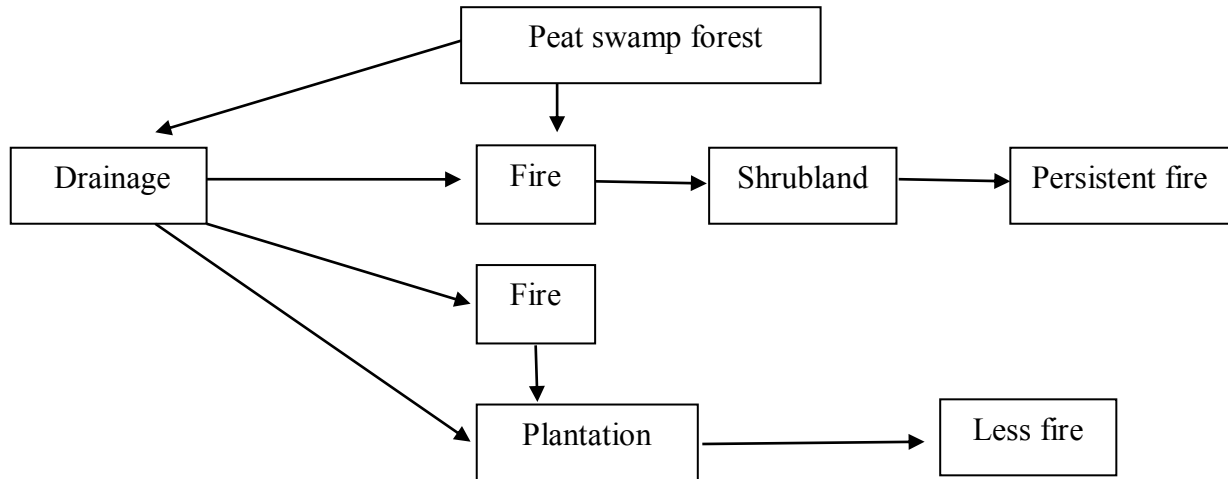 Peat swamp forest
Drainage
Fire
Shrubland
Persistent fire
Fire
Plantation
Less fire